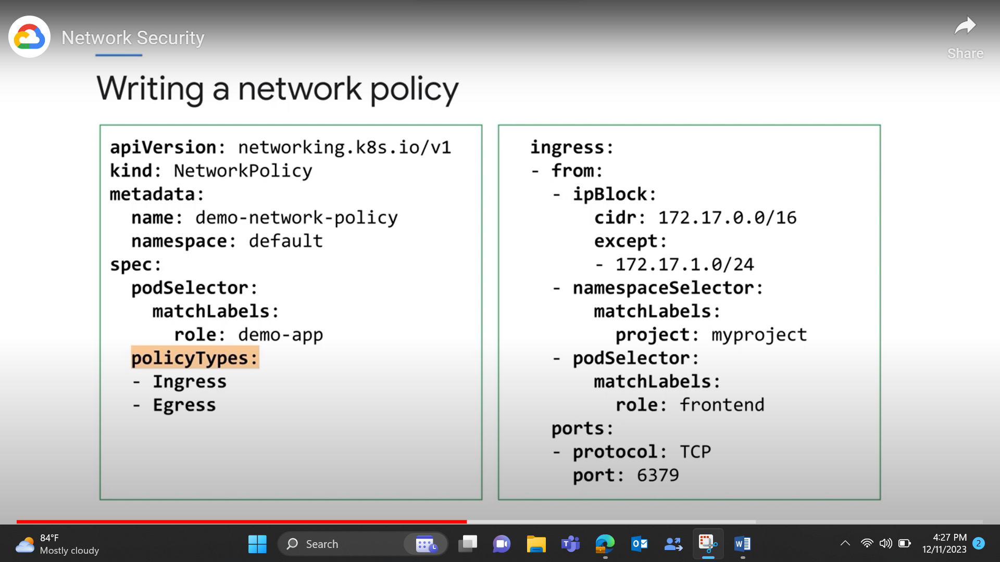 Network Security
Share
Writing a network policy
apiVersion: networking.k8s.io/v1
kind: NetworkPolicy
metadata:
  name: demo-network-policy
  namespace: default
spec:
  podSelector:
    matchLabels:
      role: demo-app
  policyTypes:
  - Ingress
  - Egress
ingress:
- from:
  - ipBlock:
      cidr: 172.17.0.0/16
      except:
      - 172.17.1.0/24
  - namespaceSelector:
      matchLabels:
        project: myproject
  - podSelector:
      matchLabels:
        role: frontend
  ports:
  - protocol: TCP
    port: 6379
84°F
Mostly cloudy
Search
4:27 PM
12/11/2023
2